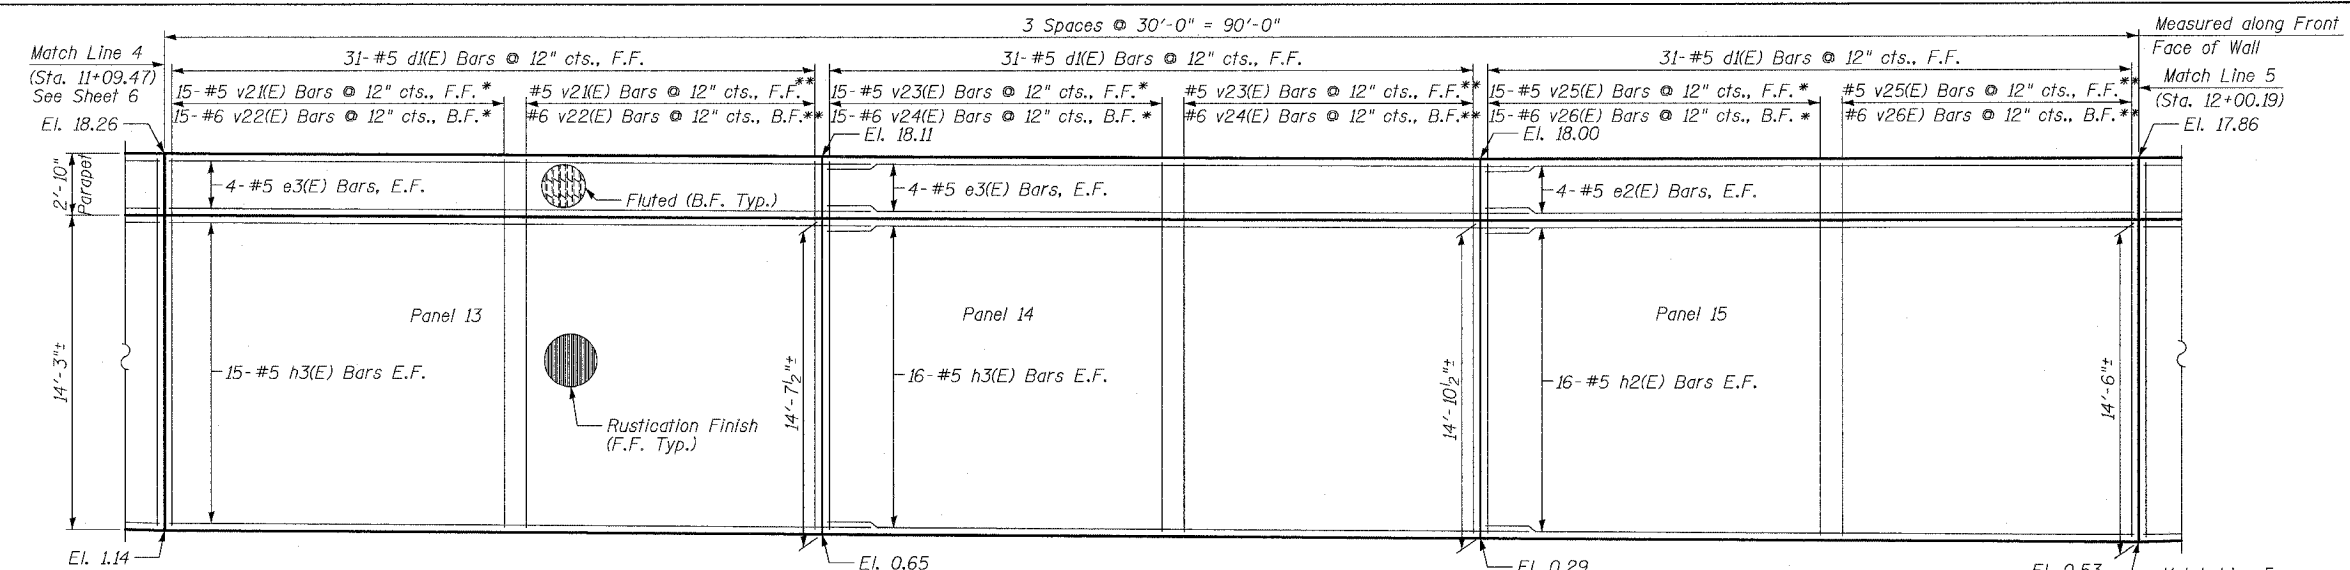 3 Spaces @ 30'-0" = 90'-0"
Measured along Front
Face of Wall
Match Line 4
(Sta. 11+09.47)
See Sheet 6
31-#5 d1(E) Bars @ 12" cts., F.F.
31-#5 d1(E) Bars @ 12" cts., F.F.
31-#5 d1(E) Bars @ 12" cts., F.F.
Match Line 5
(Sta. 12+00.19)
15-#5 v21(E) Bars @ 12" cts., F.F.*
#5 v21(E) Bars @ 12" cts., F.F.**
15-#5 v23(E) Bars @ 12" cts., F.F.*
#5 v23(E) Bars @ 12" cts., F.F.**
15-#5 v25(E) Bars @ 12" cts., F.F.*
#5 v25(E) Bars @ 12" cts., F.F.**
15-#6 v22(E) Bars @ 12" cts., B.F.*
#6 v22(E) Bars @ 12" cts., B.F.**
15-#6 v24(E) Bars @ 12" cts., B.F.*
#6 v24(E) Bars @ 12" cts., B.F.**
15-#6 v26(E) Bars @ 12" cts., B.F.*
#6 v26E) Bars @ 12" cts., B.F.**
El. 18.26
El. 18.11
El. 18.00
El. 17.86
2'-10"
Parapet
4-#5 e3(E) Bars, E.F.
Fluted (B.F. Typ.)
4-#5 e3(E) Bars, E.F.
4-#5 e2(E) Bars, E.F.
Panel 13
Panel 14
Panel 15
14'-3"±
15-#5 h3(E) Bars E.F.
14'-7½"±
16-#5 h3(E) Bars E.F.
14'-10½"±
16-#5 h2(E) Bars E.F.
14'-6"±
Rustication Finish
(F.F. Typ.)
El. 1.14
El. 0.65
El. 0.29
El. 0.53